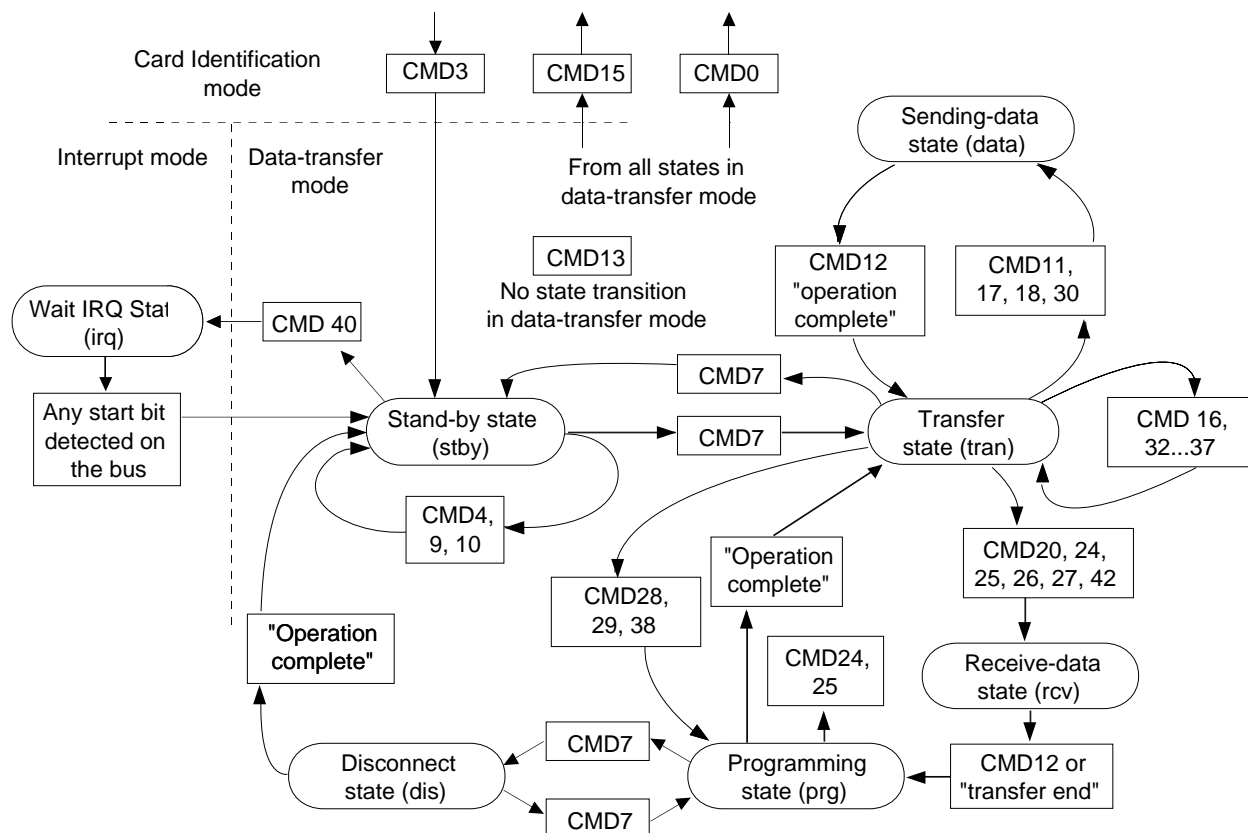 Card Identification
mode
CMD3
CMD15
CMD0
Interrupt mode
Data-transfer
mode
From all states in
data-transfer mode
Sending-data
state (data)
CMD13
No state transition
in data-transfer mode
CMD12
"operation
complete"
CMD11,
17, 18, 30
Wait IRQ Stat
(irq)
CMD 40
Any start bit
detected on
the bus
Stand-by state
(stby)
CMD7
CMD7
Transfer
state (tran)
CMD 16,
32...37
CMD4,
9, 10
"Operation
complete"
CMD28,
29, 38
"Operation
complete"
CMD24,
25
CMD20, 24,
25, 26, 27, 42
Receive-data
state (rcv)
Disconnect
state (dis)
CMD7
CMD7
Programming
state (prg)
CMD12 or
"transfer end"